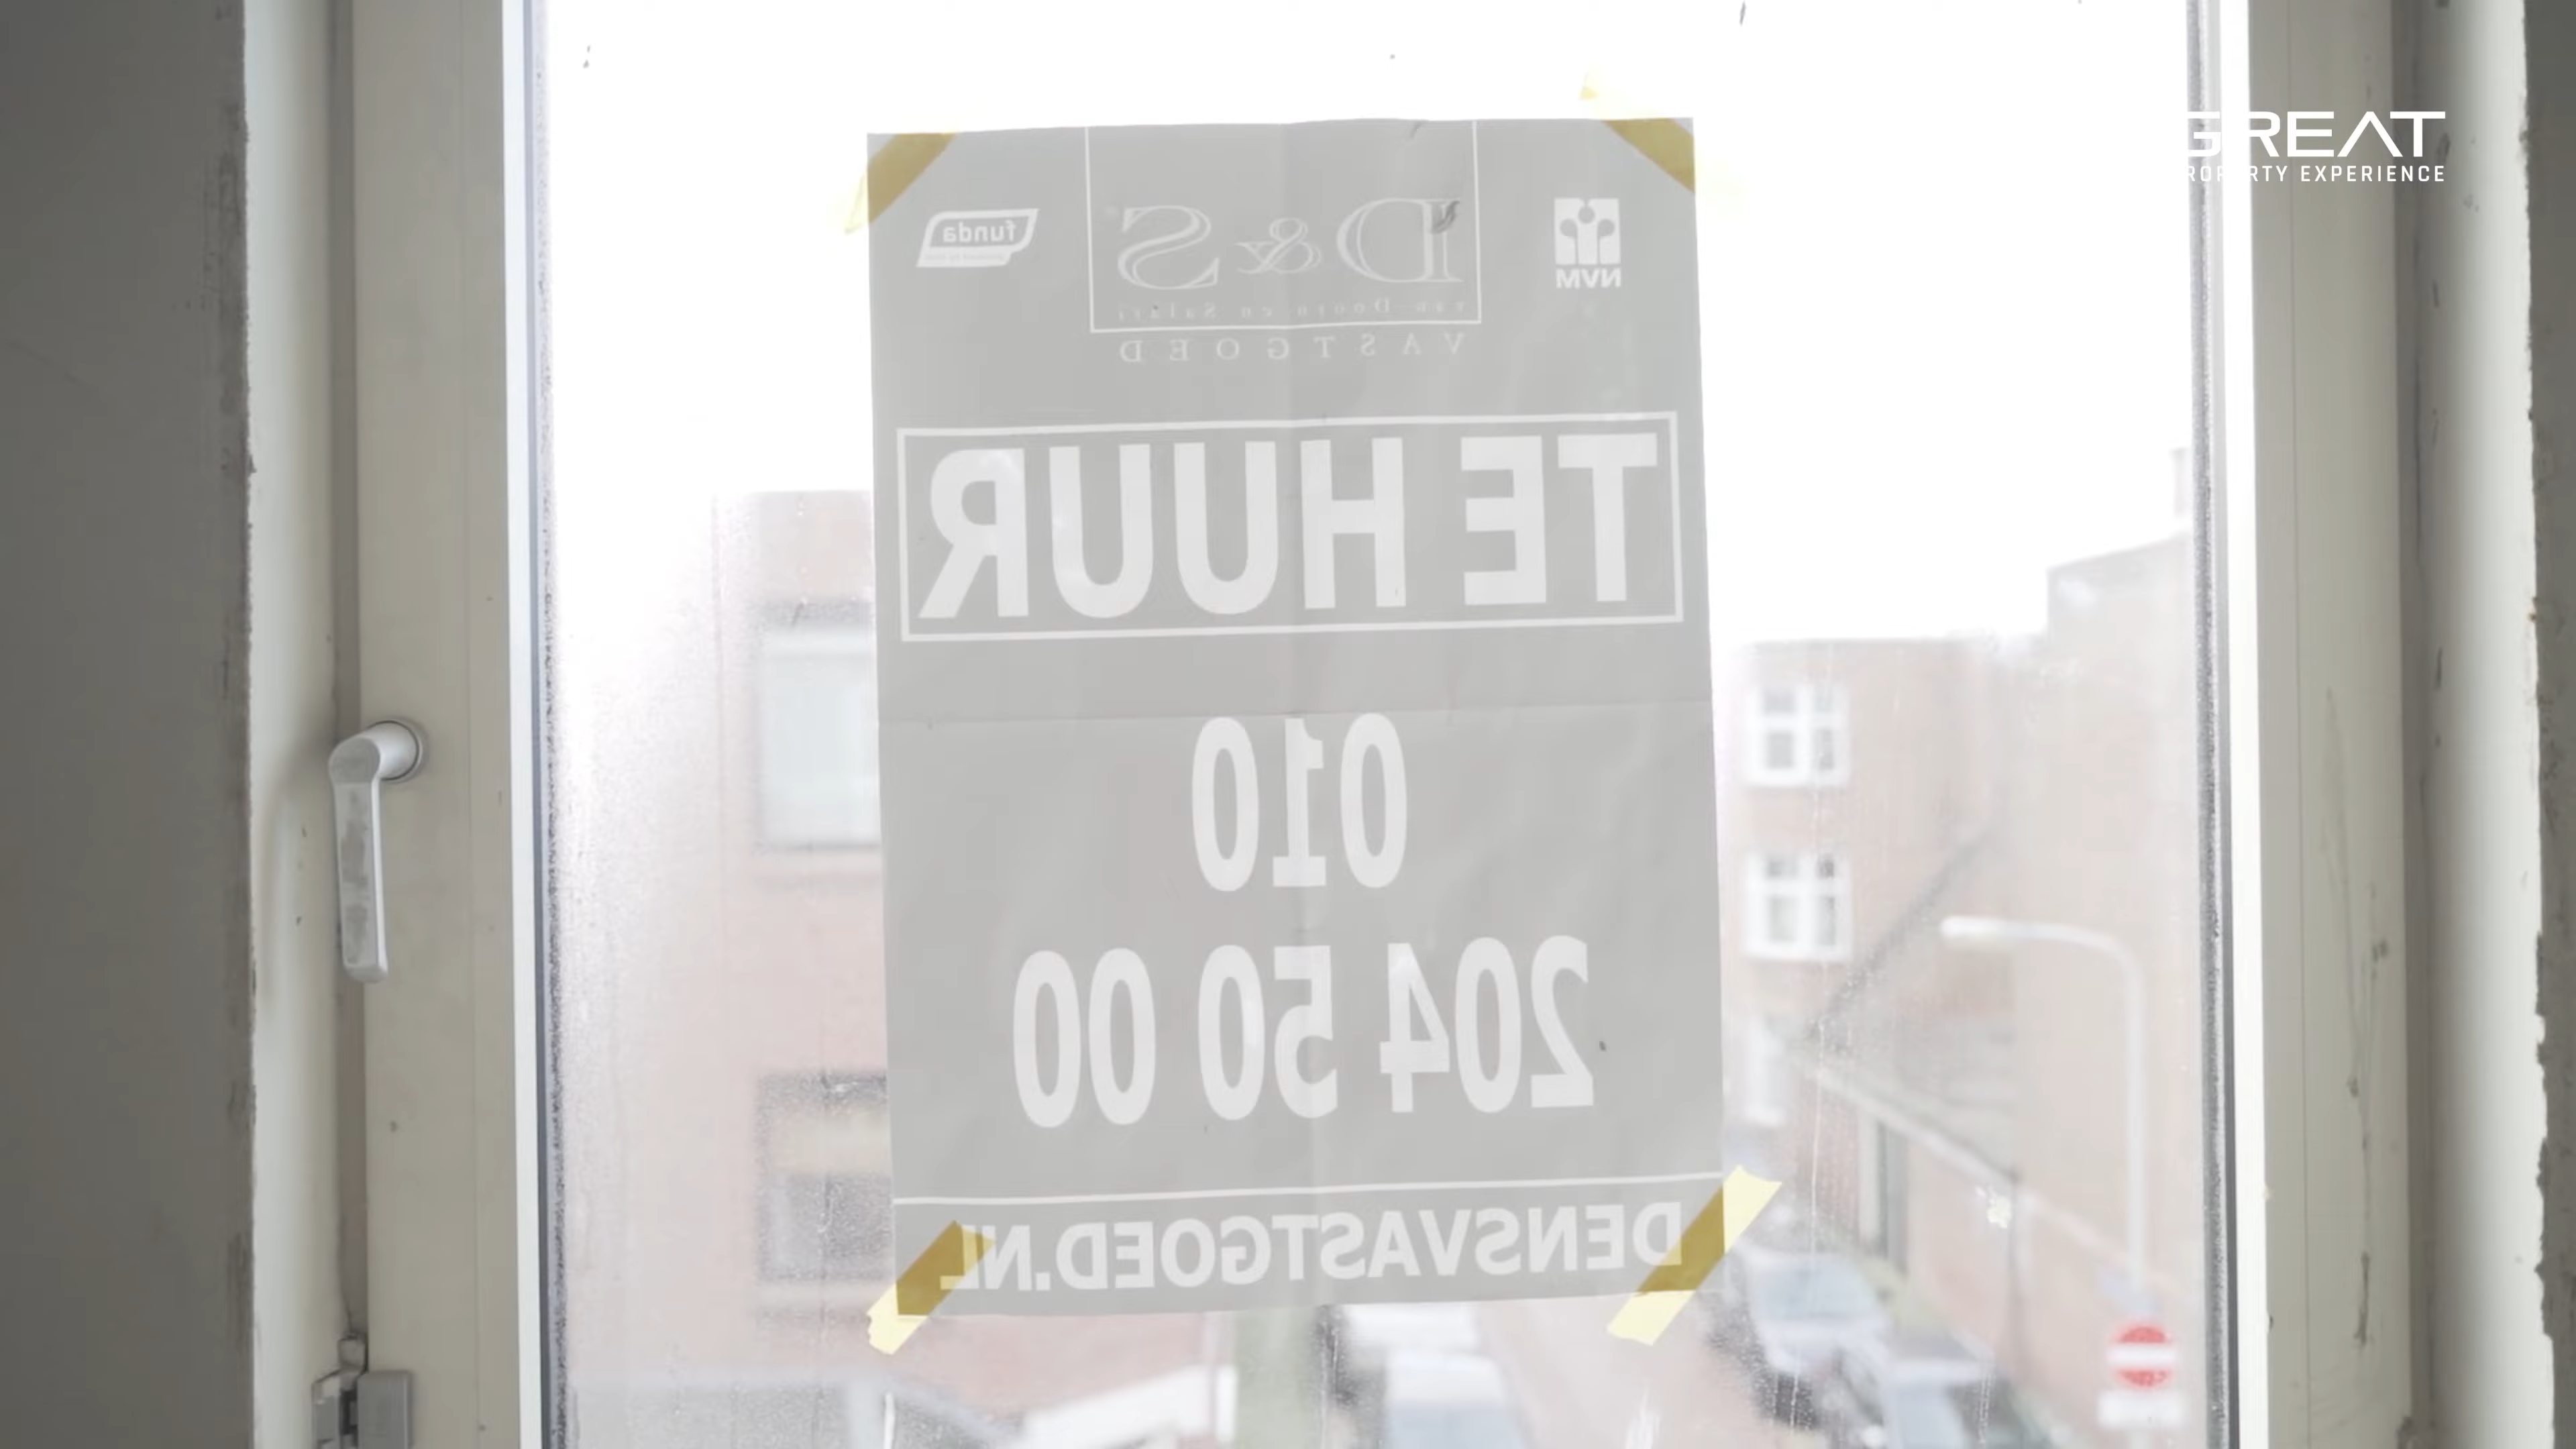 GREAT
PROPERTY EXPERIENCE
funda
D&S
NVM
van Doorn en Salari
VASTGOED
TE HUUR
010
204 50 00
DENSVASTGOED.NL